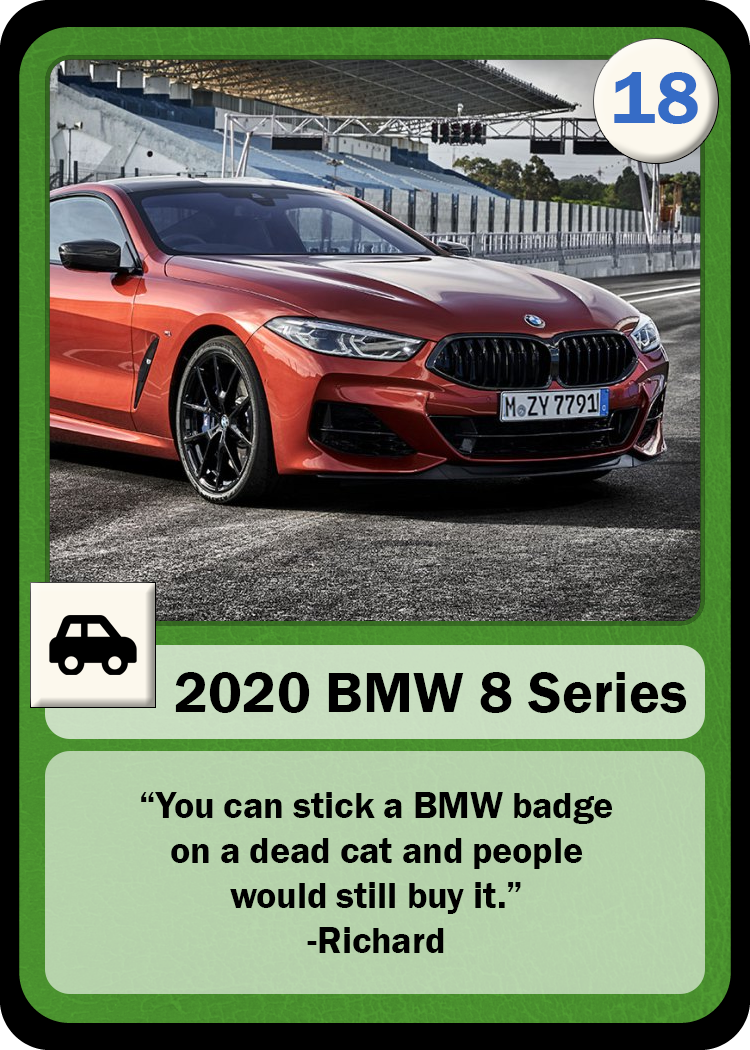 18
M ZY 7791
2020 BMW 8 Series
“You can stick a BMW badge
on a dead cat and people
would still buy it.”
-Richard